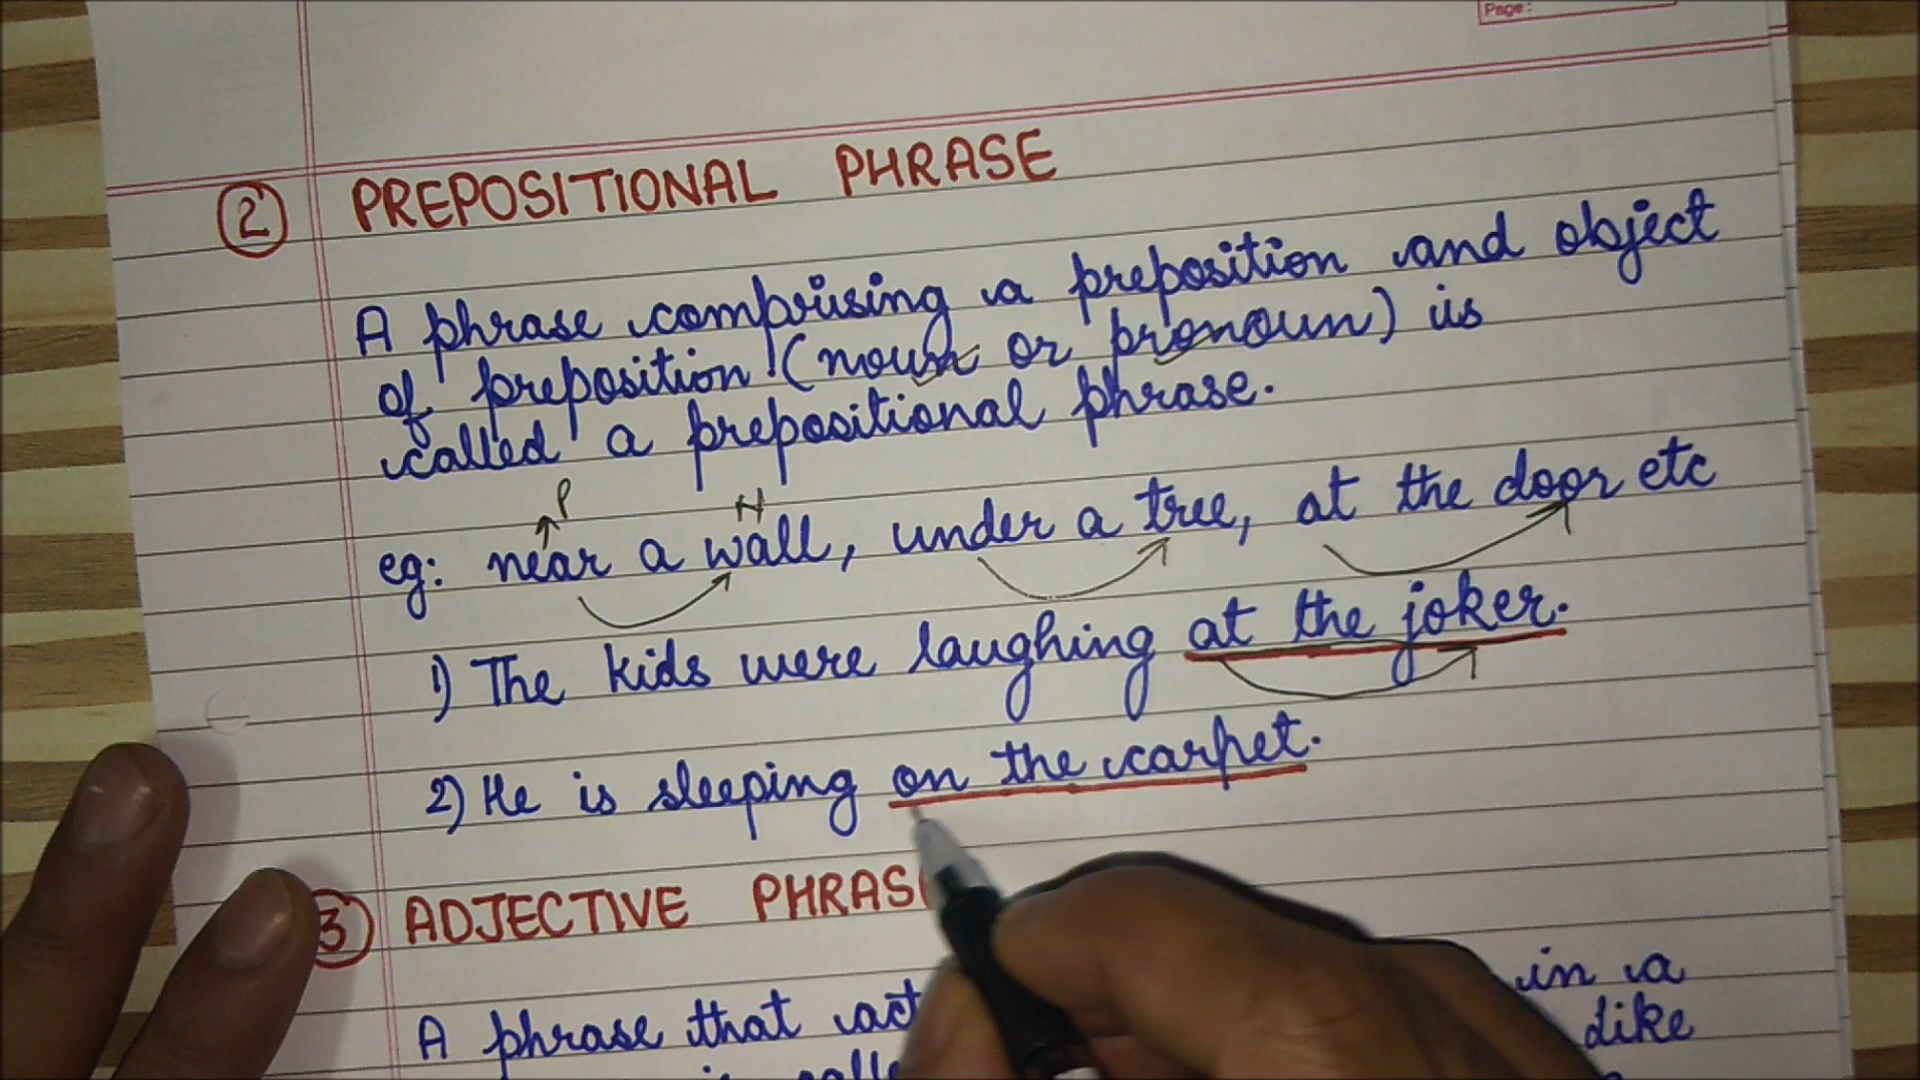 Page:
2 PREPOSITIONAL PHRASE
A phrase comprising a preposition and object
of preposition (noun or pronoun) is
called a prepositional phrase.
P N
eg: near a wall, under a tree, at the door etc
1) The kids were laughing at the joker.
2) He is sleeping on the carpet.
3 ADJECTIVE PHRAS
A phrase that act in a
like